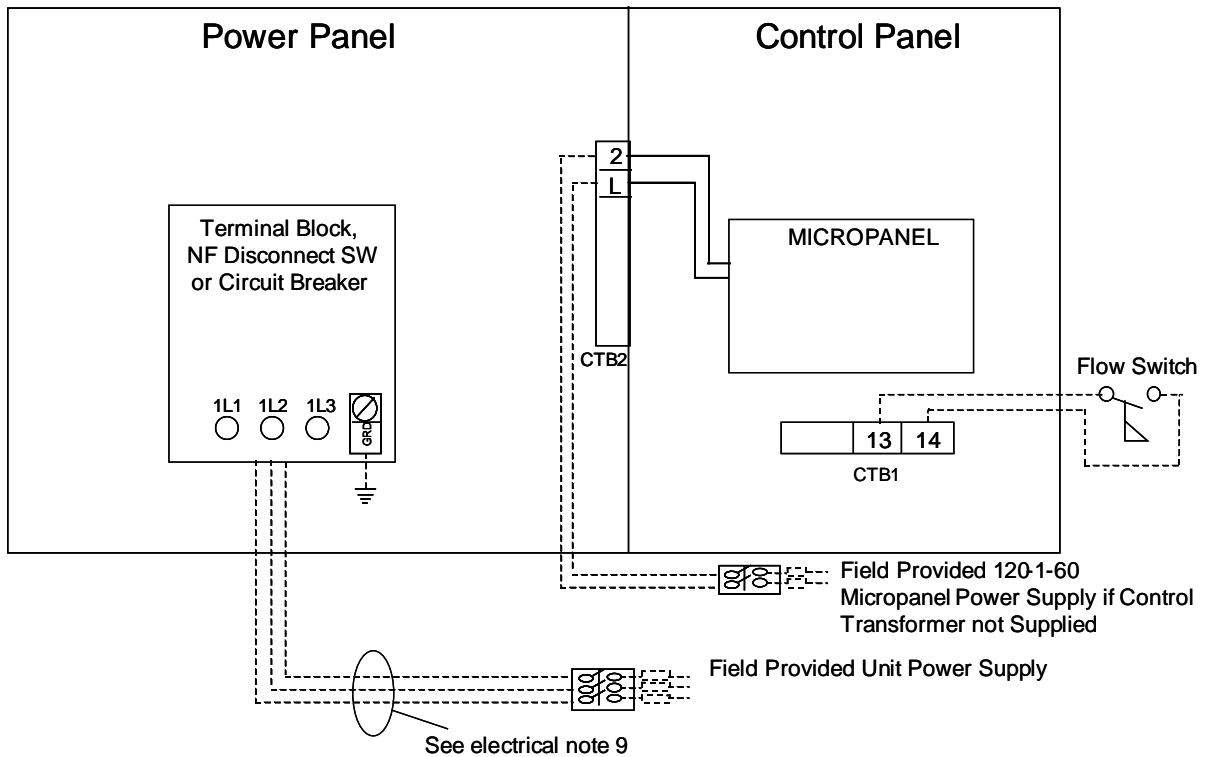 Power Panel
Control Panel
2
L
Terminal Block,
NF Disconnect SW
or Circuit Breaker
MICROPANEL
CTB2
Flow Switch
1L1 1L2 1L3
GRD
13 14
CTB1
Field Provided 120-1-60
Micropanel Power Supply if Control
Transformer not Supplied
Field Provided Unit Power Supply
See electrical note 9